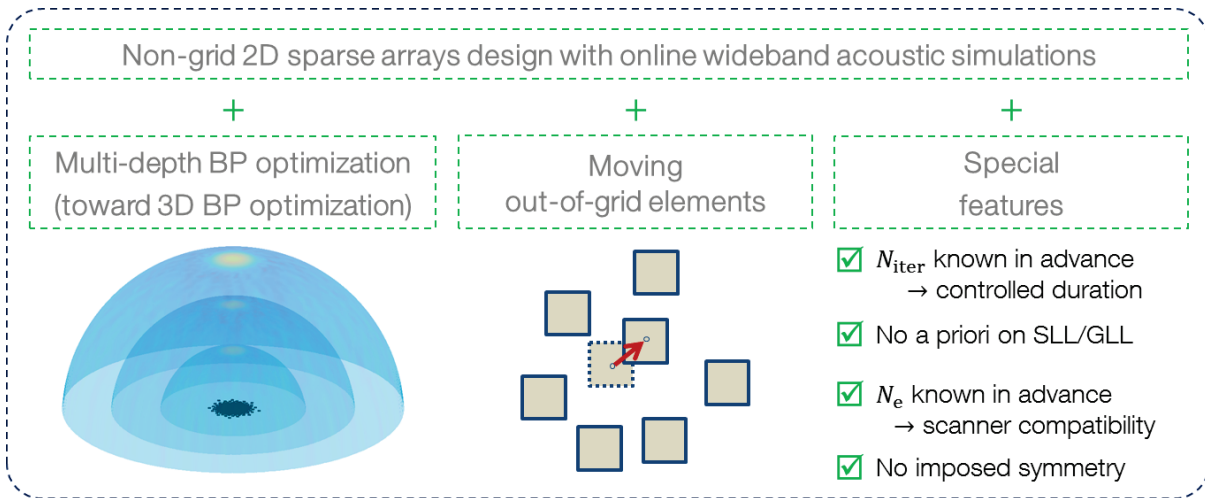 Non-grid 2D sparse arrays design with online wideband acoustic simulations
+ + +
Multi-depth BP optimization
(toward 3D BP optimization)
Moving
out-of-grid elements
Special
features
N_iter known in advance
→ controlled duration
No a priori on SLL/GLL
N_e known in advance
→ scanner compatibility
No imposed symmetry